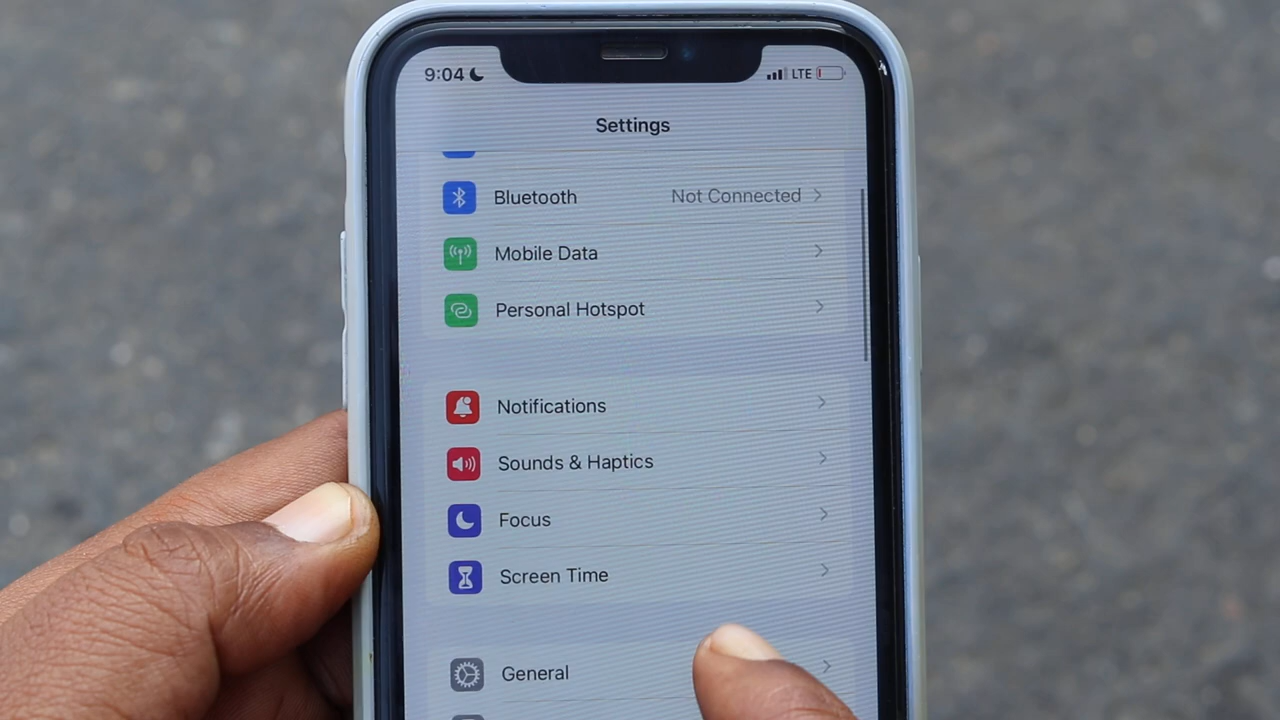 9:04 LTE
Settings
Bluetooth Not Connected
Mobile Data
Personal Hotspot
Notifications
Sounds & Haptics
Focus
Screen Time
General